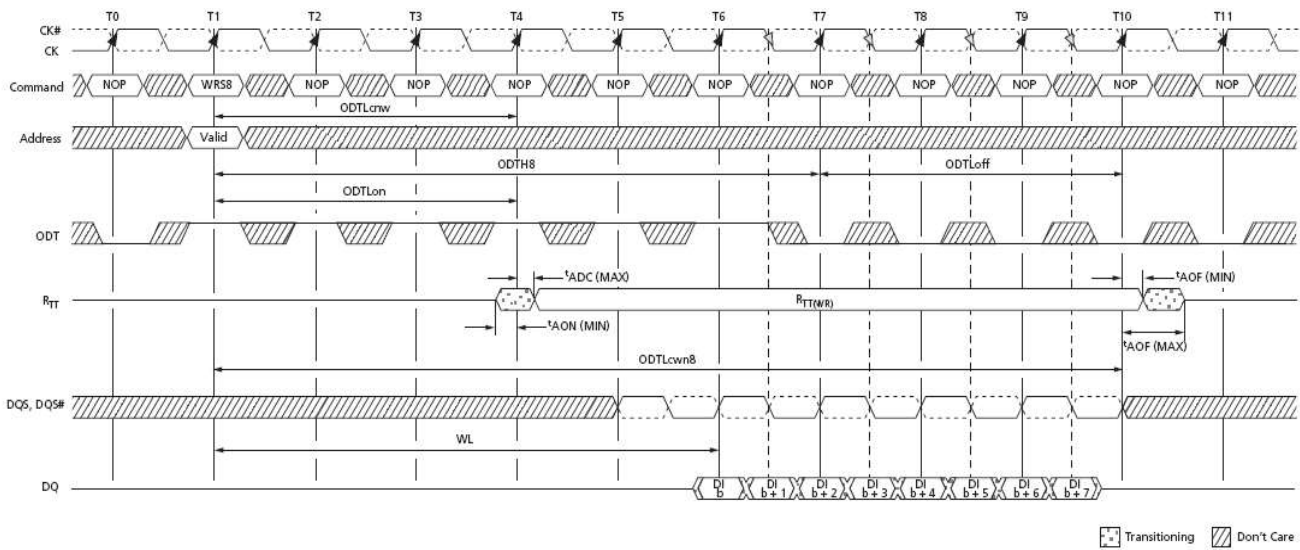 T0 T1 T2 T3 T4 T5 T6 T7 T8 T9 T10 T11
CK#
CK
Command NOP WRS8 NOP NOP NOP NOP NOP NOP NOP NOP NOP NOP
ODTLcnw
Address Valid
ODTH8 ODTLoff
ODTLon
ODT
tADC (MAX) tAOF (MIN)
RTT RTT(WR)
tAON (MIN)
tAOF (MAX)
ODTLcwn8
DQS, DQS#
WL
DQ DI b DI b + 1 DI b + 2 DI b + 3 DI b + 4 DI b + 5 DI b + 6 DI b + 7
Transitioning Don't Care